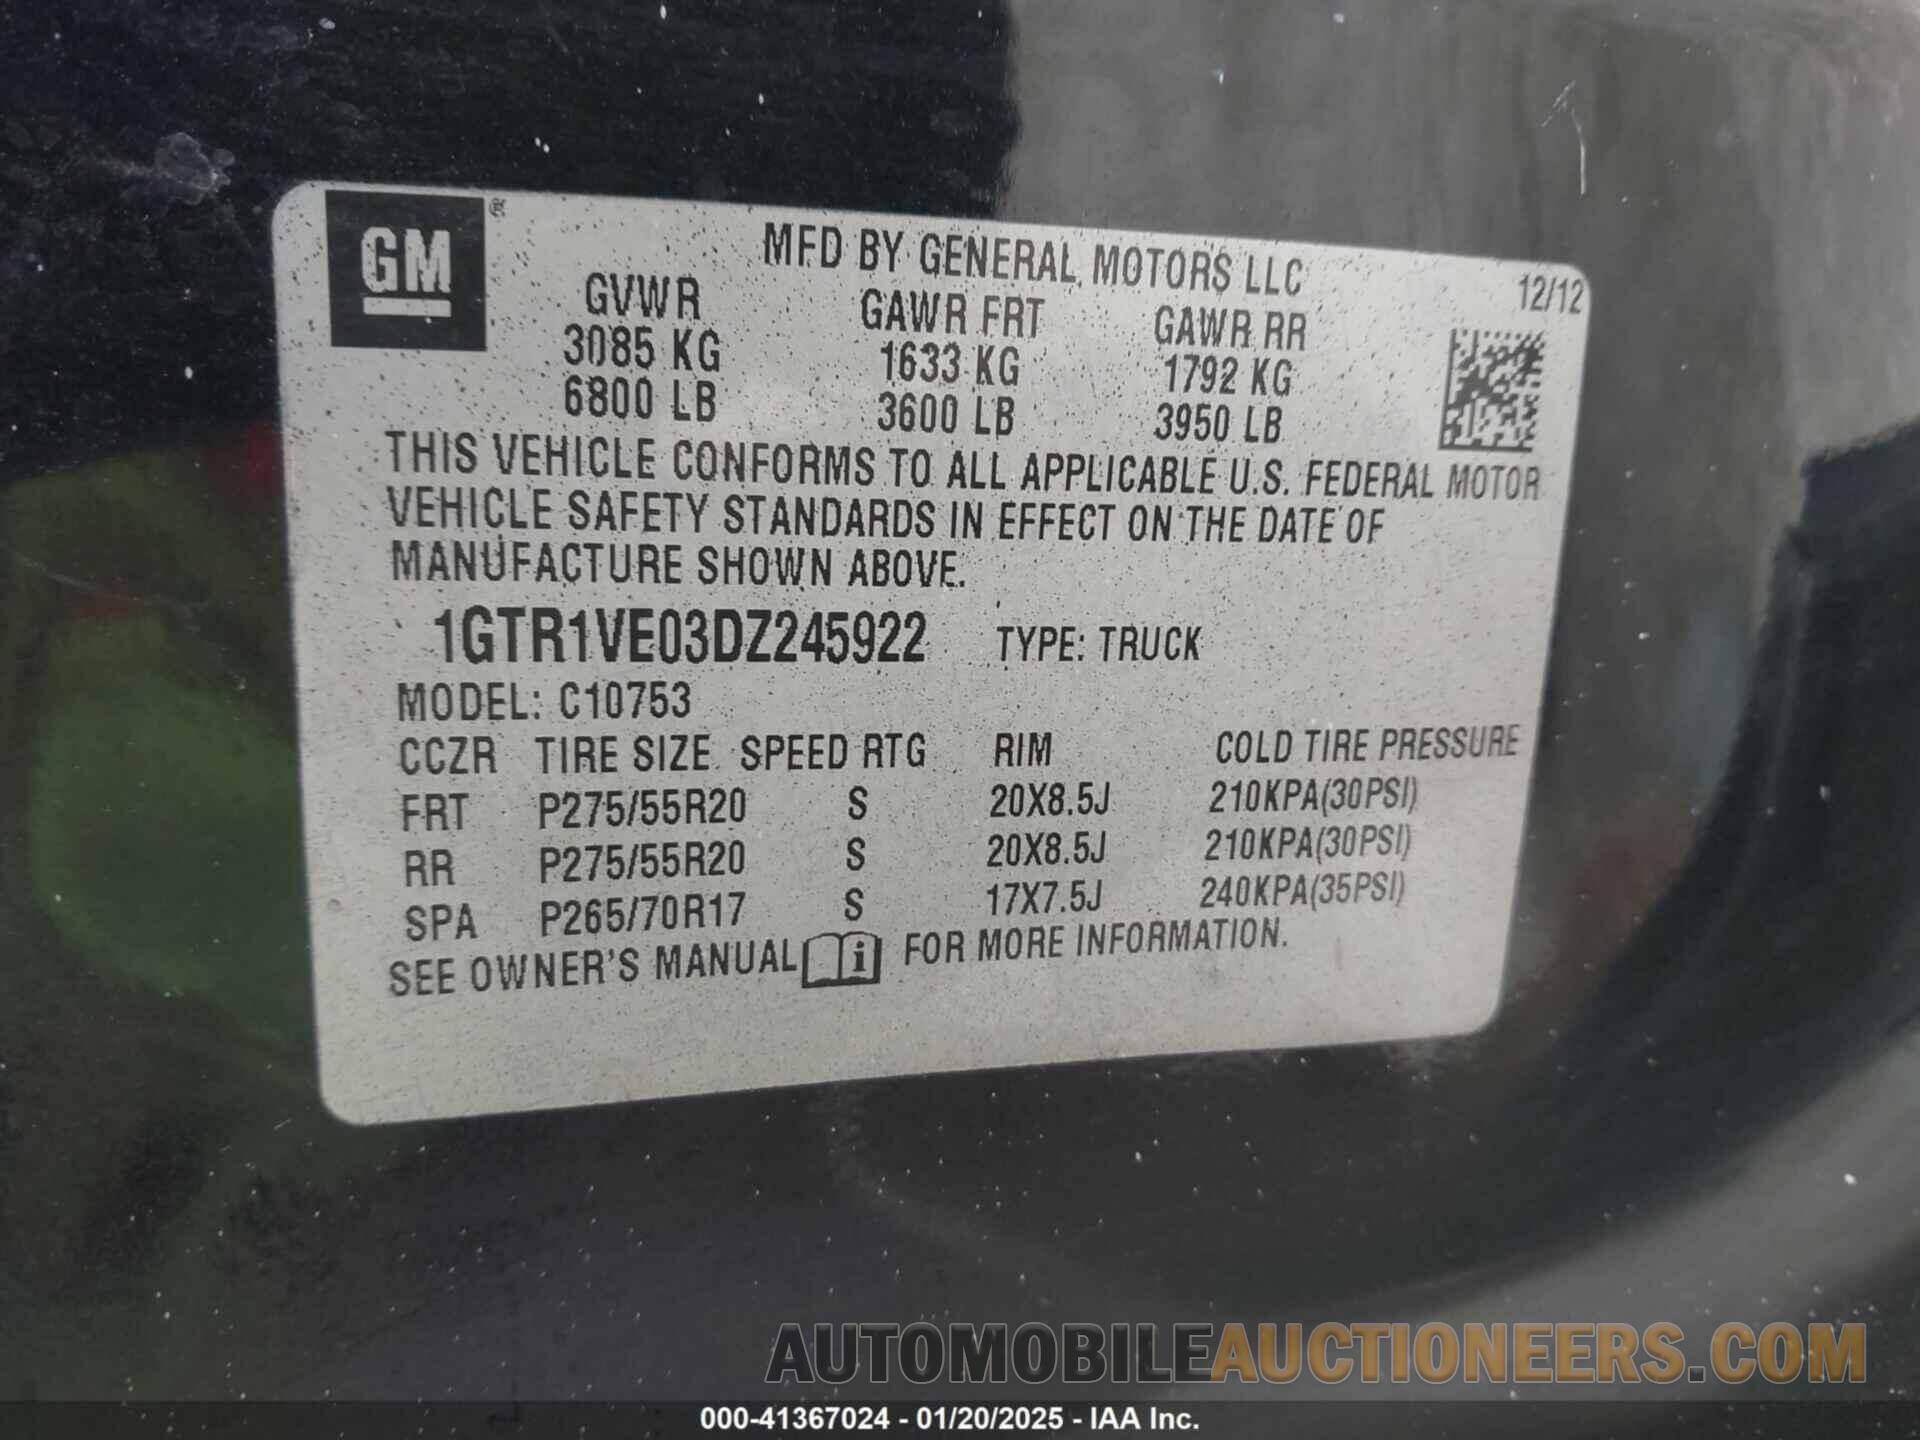 GM ®
MFD BY GENERAL MOTORS LLC
12/12
GVWR GAWR FRT GAWR RR
3085 KG 1633 KG 1792 KG
6800 LB 3600 LB 3950 LB
THIS VEHICLE CONFORMS TO ALL APPLICABLE U.S. FEDERAL MOTOR
VEHICLE SAFETY STANDARDS IN EFFECT ON THE DATE OF
MANUFACTURE SHOWN ABOVE.
1GTR1VE03DZ245922 TYPE: TRUCK
MODEL: C10753
CCZR TIRE SIZE SPEED RTG RIM COLD TIRE PRESSURE
FRT P275/55R20 S 20X8.5J 210KPA(30PSI)
RR P275/55R20 S 20X8.5J 210KPA(30PSI)
SPA P265/70R17 S 17X7.5J 240KPA(35PSI)
SEE OWNER'S MANUAL i FOR MORE INFORMATION.
AUTOMOBILEAUCTIONEERS.COM
000-41367024 - 01/20/2025 - IAA Inc.